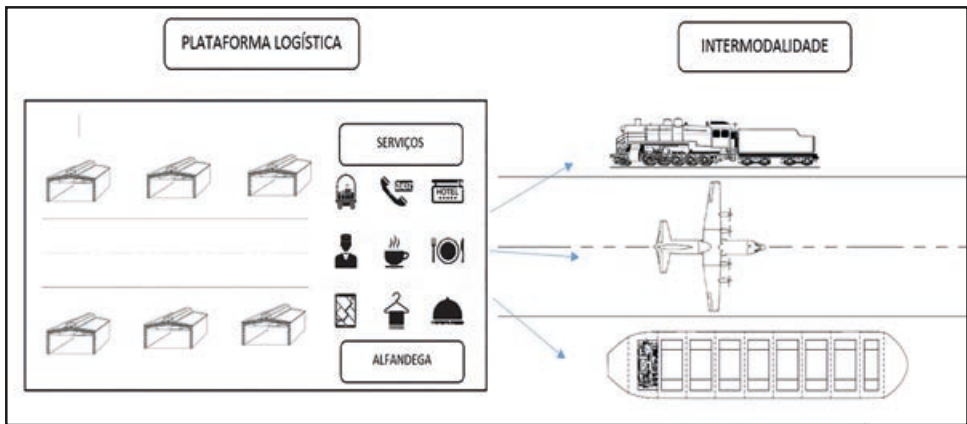 PLATAFORMA LOGÍSTICA
INTERMODALIDADE
SERVIÇOS
HOTEL
ALFANDEGA